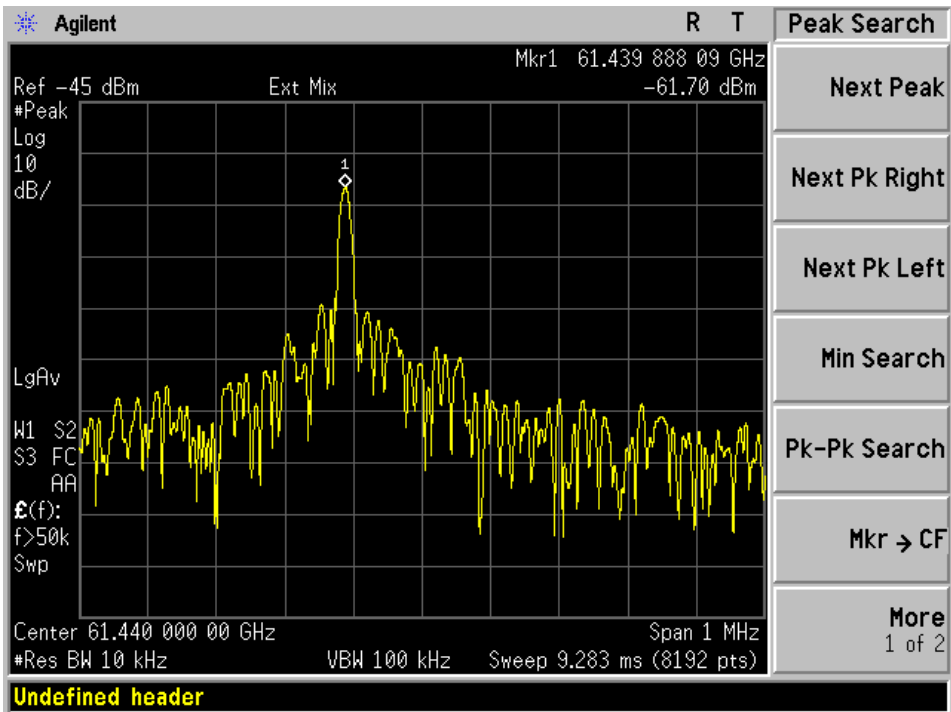 Agilent R T
Mkr1 61.439 888 09 GHz
Ref -45 dBm Ext Mix -61.70 dBm
#Peak
Log
10
dB/
1
LgAv
W1 S2
S3 FC
AA
£(f):
f>50k
Swp
Center 61.440 000 00 GHz Span 1 MHz
#Res BW 10 kHz VBW 100 kHz Sweep 9.283 ms (8192 pts)
Undefined header
Peak Search
Next Peak
Next Pk Right
Next Pk Left
Min Search
Pk-Pk Search
Mkr → CF
More
1 of 2